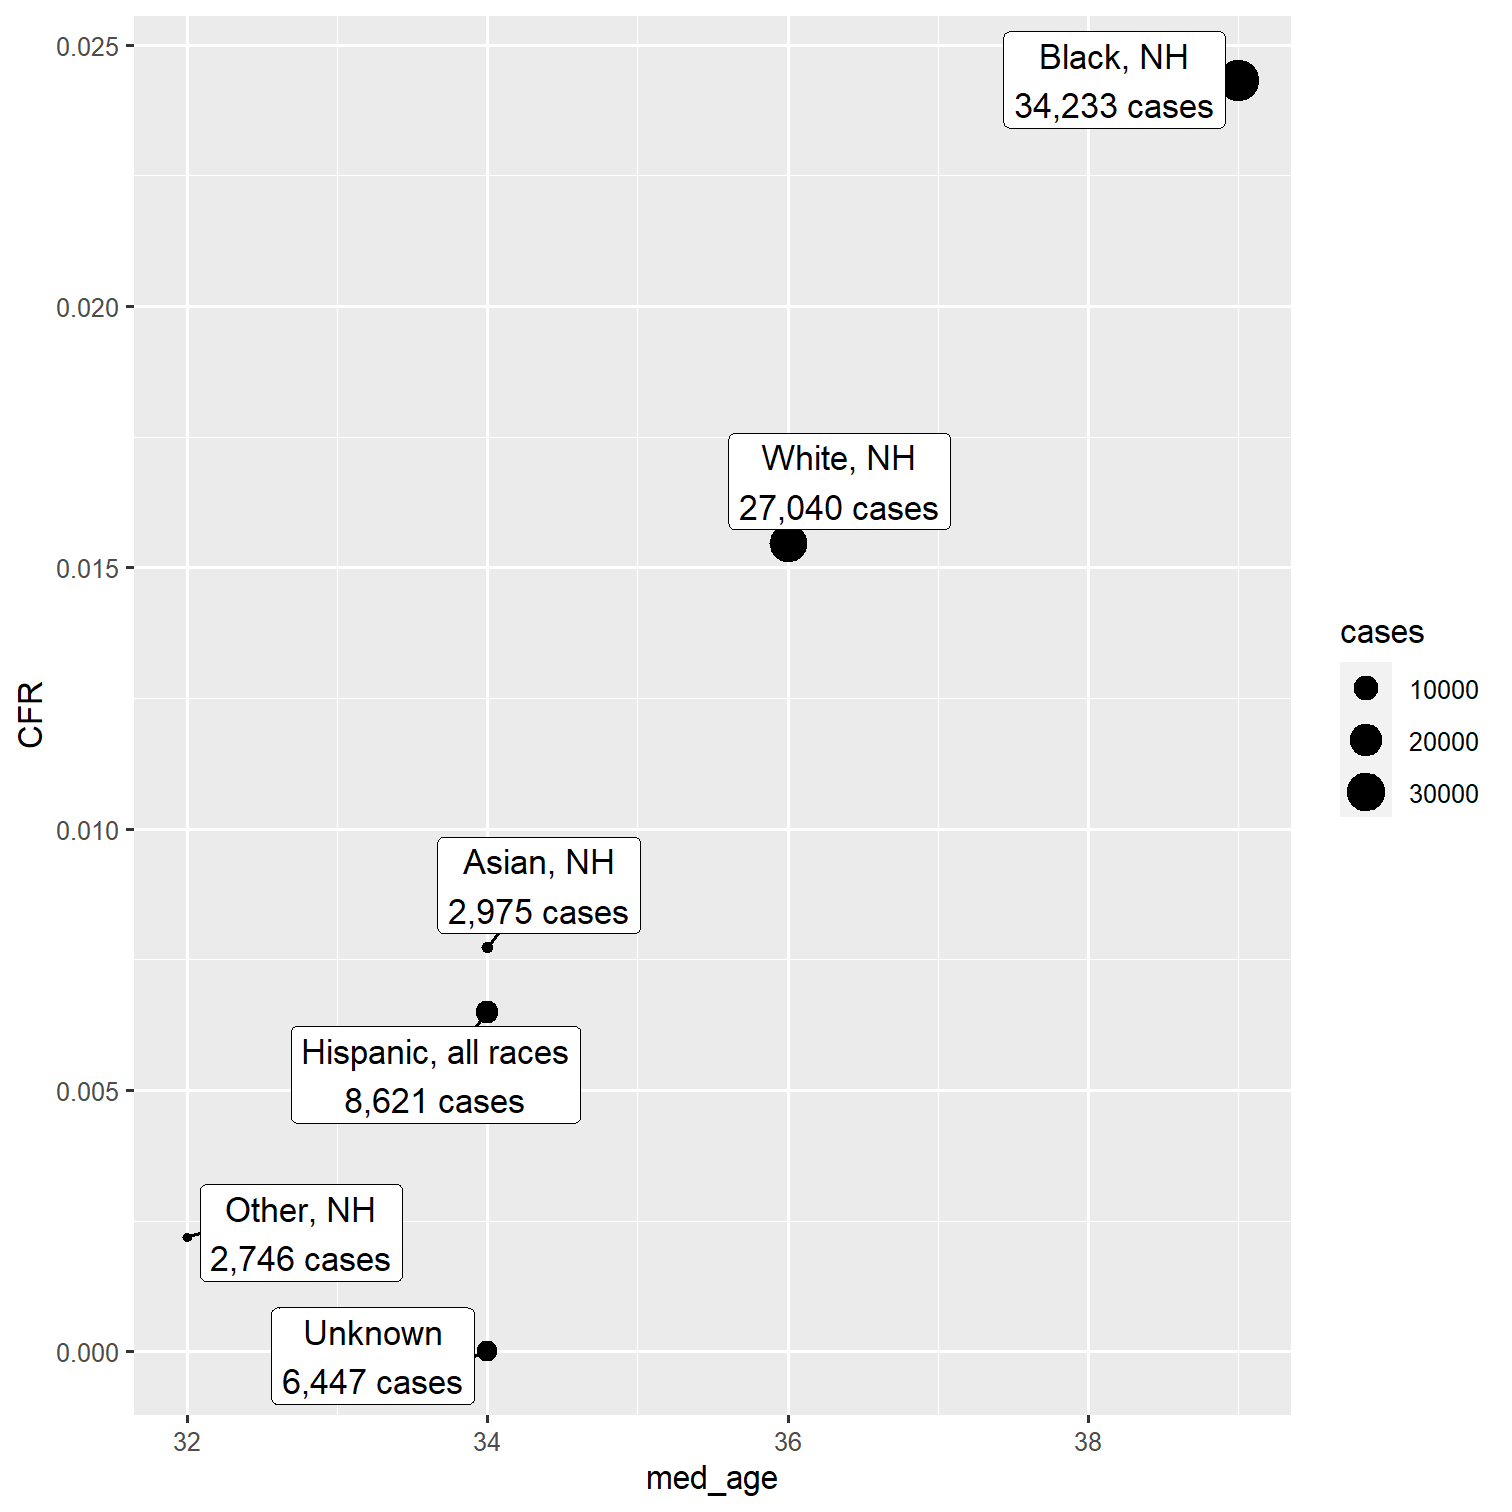 0.025
0.020
0.015
0.010
0.005
0.000
CFR
Black, NH
34,233 cases
White, NH
27,040 cases
Asian, NH
2,975 cases
Hispanic, all races
8,621 cases
Other, NH
2,746 cases
Unknown
6,447 cases
32 34 36 38
med_age
cases
10000
20000
30000